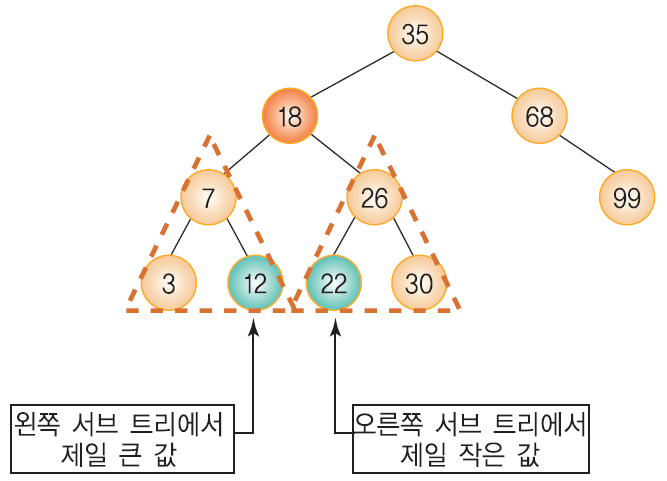 35
18
68
7
26
99
3
12
22
30
왼쪽 서브 트리에서
제일 큰 값
오른쪽 서브 트리에서
제일 작은 값